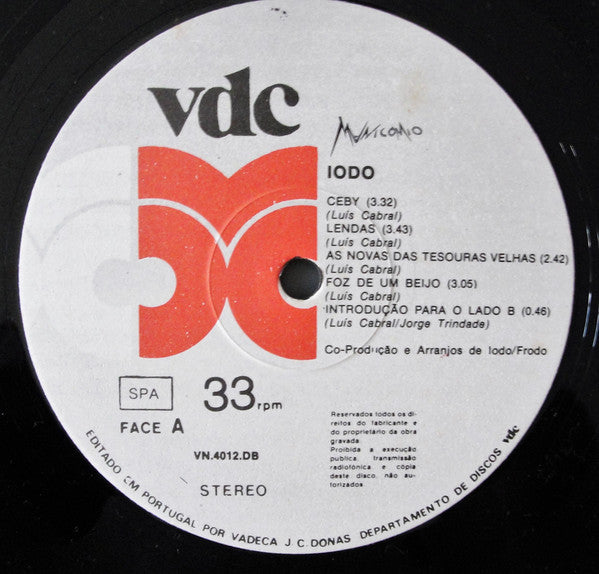 vdc
MANICÓMIO
IODO
CEBY (3.32)
(Luís Cabral)
LENDAS (3.43)
(Luís Cabral)
AS NOVAS DAS TESOURAS VELHAS (2.42)
(Luís Cabral)
FOZ DE UM BEIJO (3.05)
(Luís Cabral)
INTRODUÇÃO PARA O LADO B (0.46)
(Luís Cabral/Jorge Trindade)
Co-Produção e Arranjos de Iodo/Frodo
SPA
33 rpm
FACE A
VN.4012.DB
STEREO
Reservados todos os di-
reitos do fabricante e
do proprietário da obra
gravada.
Proibida a execução
publica, transmissão
radiofónica e cópia
deste disco, não au-
torizados.
EDITADO EM PORTUGAL POR VADECA J.C. DONAS DEPARTAMENTO DE DISCOS vdc